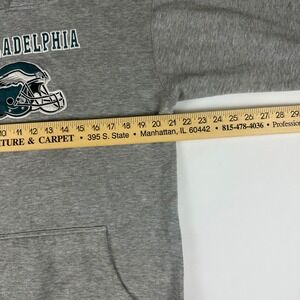 ADELPHIA
10 11 12 13 14 15 16 17 18 19 20 21 22 23 24 25 26 27 28 29
TURE & CARPET • 395 S. State • Manhattan, IL 60442 • 815-478-4036 • Profession